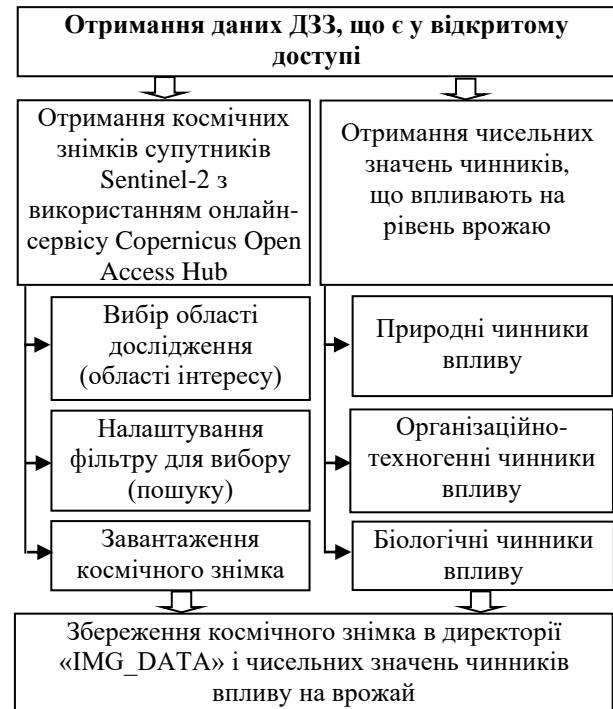 Отримання даних ДЗЗ, що є у відкритому
доступі
Отримання космічних
знімків супутників
Sentinel-2 з
використанням онлайн-
сервісу Copernicus Open
Access Hub
Вибір області
дослідження
(області інтересу)
Налаштування
фільтру для вибору
(пошуку)
Завантаження
космічного знімка
Отримання чисельних
значень чинників,
що впливають на
рівень врожаю
Природні чинники
впливу
Організаційно-
техногенні чинники
впливу
Біологічні чинники
впливу
Збереження космічного знімка в директорії
«IMG_DATA» і чисельних значень чинників
впливу на врожай